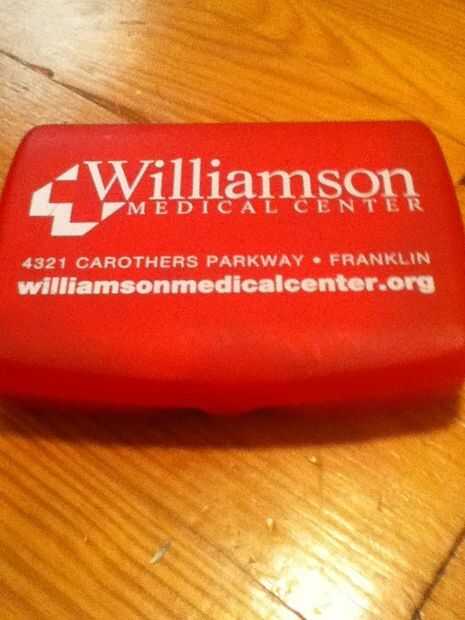 Williamson
MEDICAL CENTER
4321 CAROTHERS PARKWAY • FRANKLIN
williamsonmedicalcenter.org